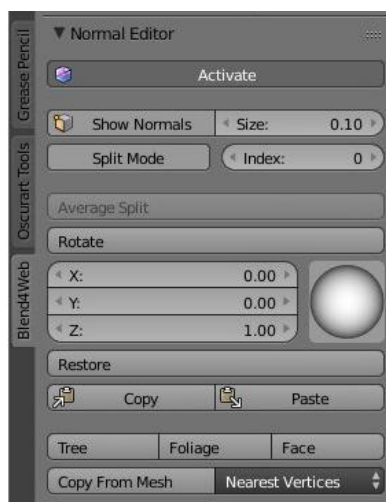 Grease Pencil
Oscurart Tools
Blend4Web
Normal Editor
Activate
Show Normals Size: 0.10
Split Mode Index: 0
Average Split
Rotate
X: 0.00
Y: 0.00
Z: 1.00
Restore
Copy Paste
Tree Foliage Face
Copy From Mesh Nearest Vertices